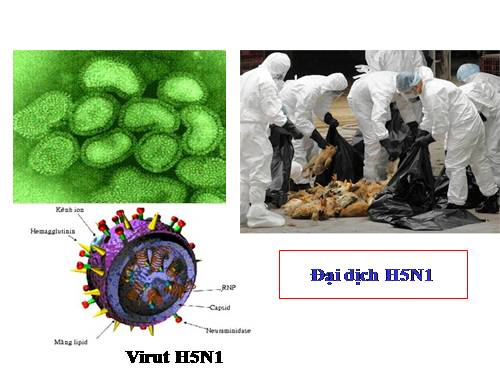 Kênh ion
Hemagglutinin
RNP
Capsid
Neuraminidase
Màng lipid
Virut H5N1
Đại dịch H5N1